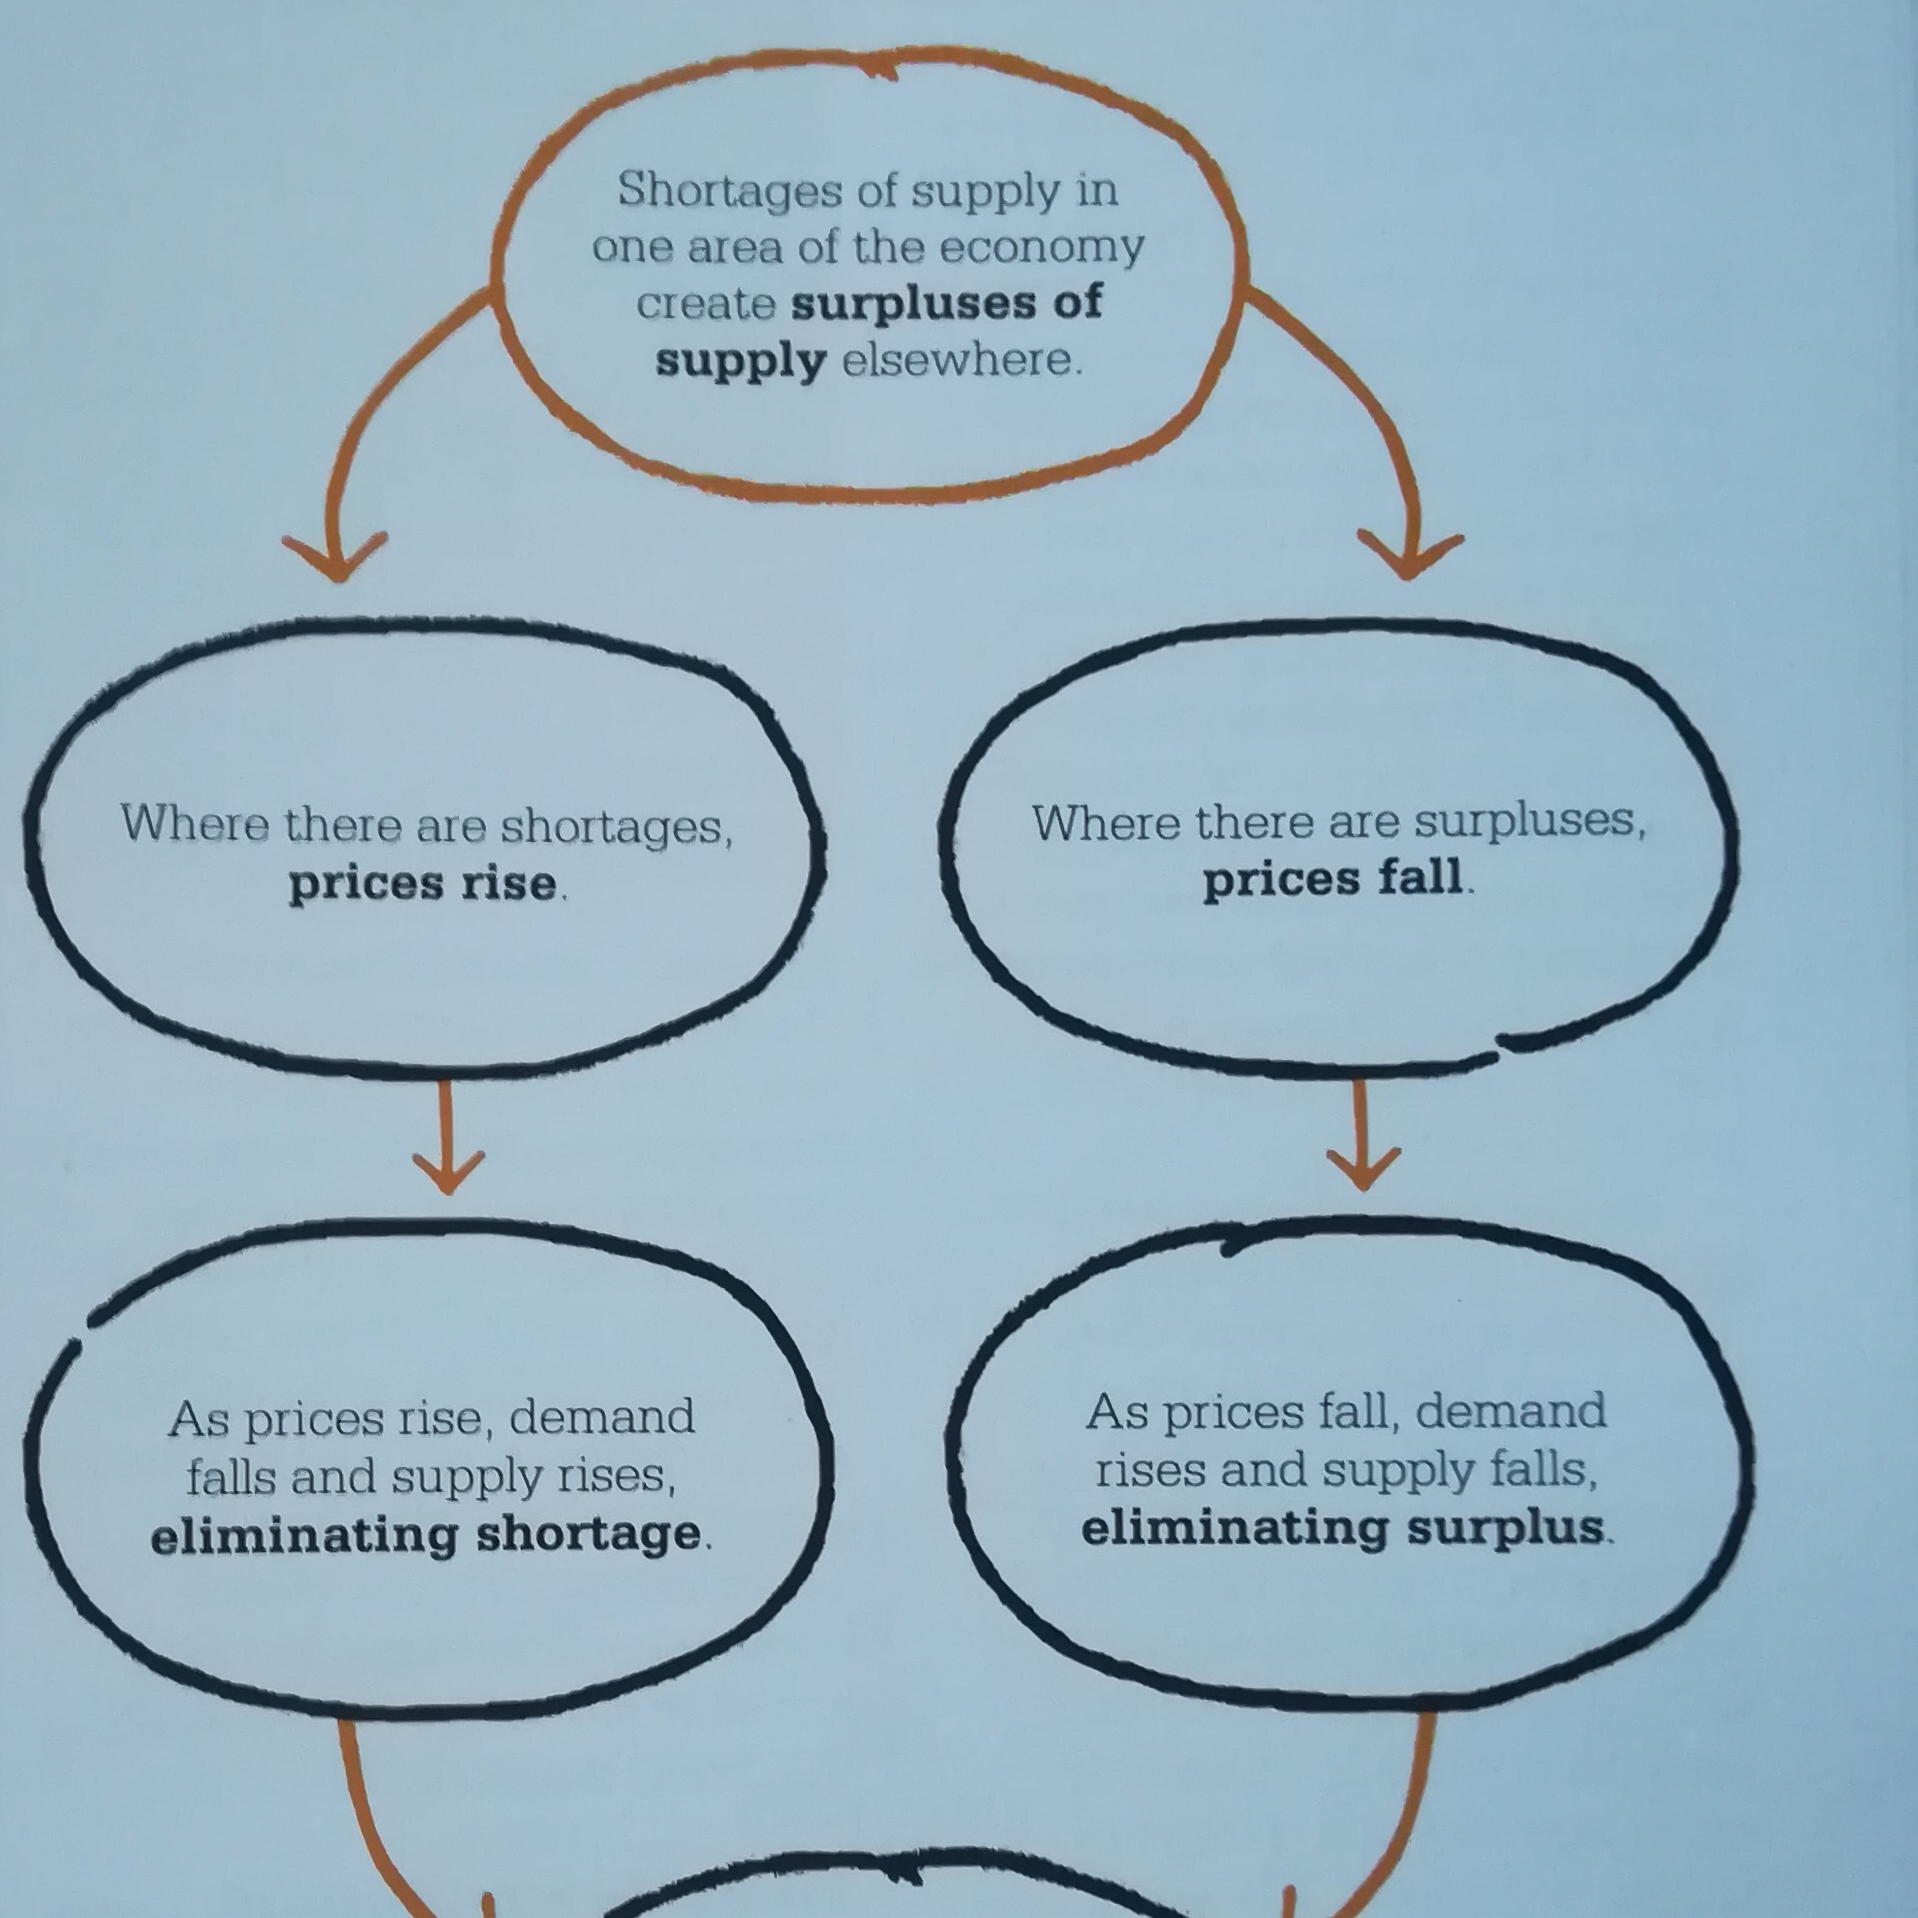 Shortages of supply in
one area of the economy
create surpluses of
supply elsewhere.
Where there are shortages,
prices rise.
Where there are surpluses,
prices fall.
As prices rise, demand
falls and supply rises,
eliminating shortage.
As prices fall, demand
rises and supply falls,
eliminating surplus.